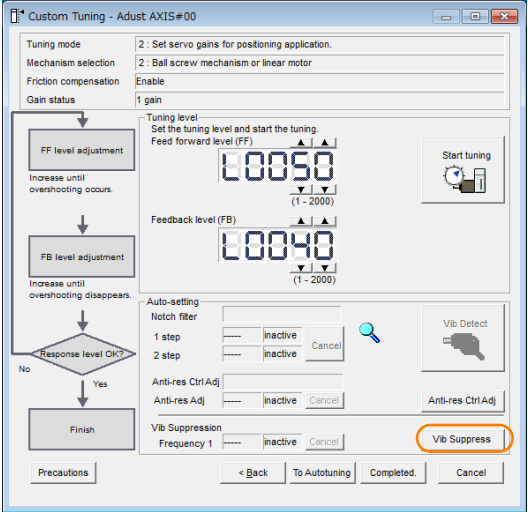 Custom Tuning - Adust AXIS#00
Tuning mode 2 : Set servo gains for positioning application.
Mechanism selection 2 : Ball screw mechanism or linear motor
Friction compensation Enable
Gain status 1 gain
FF level adjustment
Increase until
overshooting occurs.
FB level adjustment
Increase until
overshooting disappears.
Response level OK?
No
Yes
Finish
Tuning level
Set the tuning level and start the tuning.
Feed forward level (FF)
L0050
(1 - 2000)
Feedback level (FB)
L0040
(1 - 2000)
Start tuning
Auto-setting
Notch filter
1 step ----- inactive
Cancel
2 step ----- inactive
Vib Detect
Anti-res Ctrl Adj
Anti-res Adj ----- inactive Cancel
Anti-res Ctrl Adj
Vib Suppression
Frequency 1 ----- inactive Cancel
Vib Suppress
Precautions < Back To Autotuning Completed. Cancel